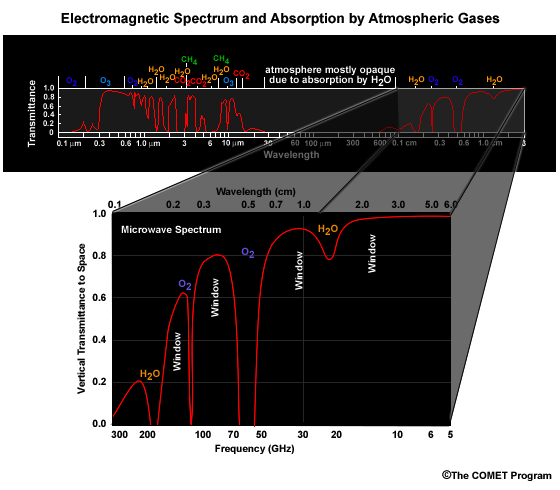 Electromagnetic Spectrum and Absorption by Atmospheric Gases
CH4
H2O CH4 H2O
O2 O3 O2 H2O H2O CO2 CO2 H2O O3 CO2
atmosphere mostly opaque
due to absorption by H2O
H2O O2 O2 H2O
Transmittance
1.0
0.8
0.6
0.4
0.2
0
0.1 μm 0.3 0.6 1.0 μm 3 6 10 μm 30 60 100 μm 300 600 0.1 cm 0.3 0.6 1.0 μm 3
Wavelength
Wavelength (cm)
0.1 0.2 0.3 0.5 0.7 1.0 2.0 3.0 5.0 6.0
Microwave Spectrum
Vertical Transmittance to Space
1.0
0.8
0.6
0.4
0.2
0.0
H2O
O2
O2
H2O
Window
Window
Window
Window
300 200 100 70 50 30 20 10 6 5
Frequency (GHz)
©The COMET Program